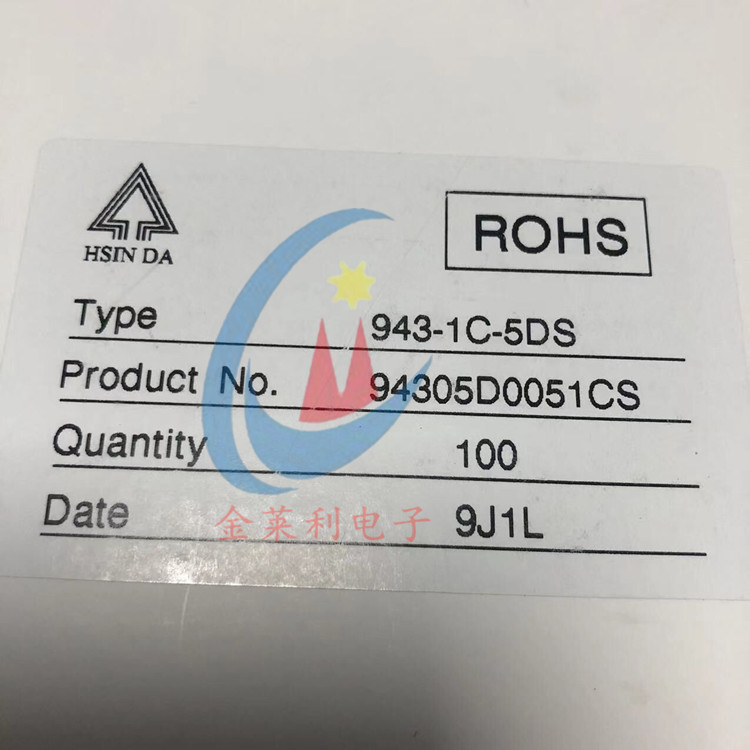 HSIN DA
ROHS
Type 943-1C-5DS
Product No. 94305D0051CS
Quantity 100
Date 9J1L
金莱利电子